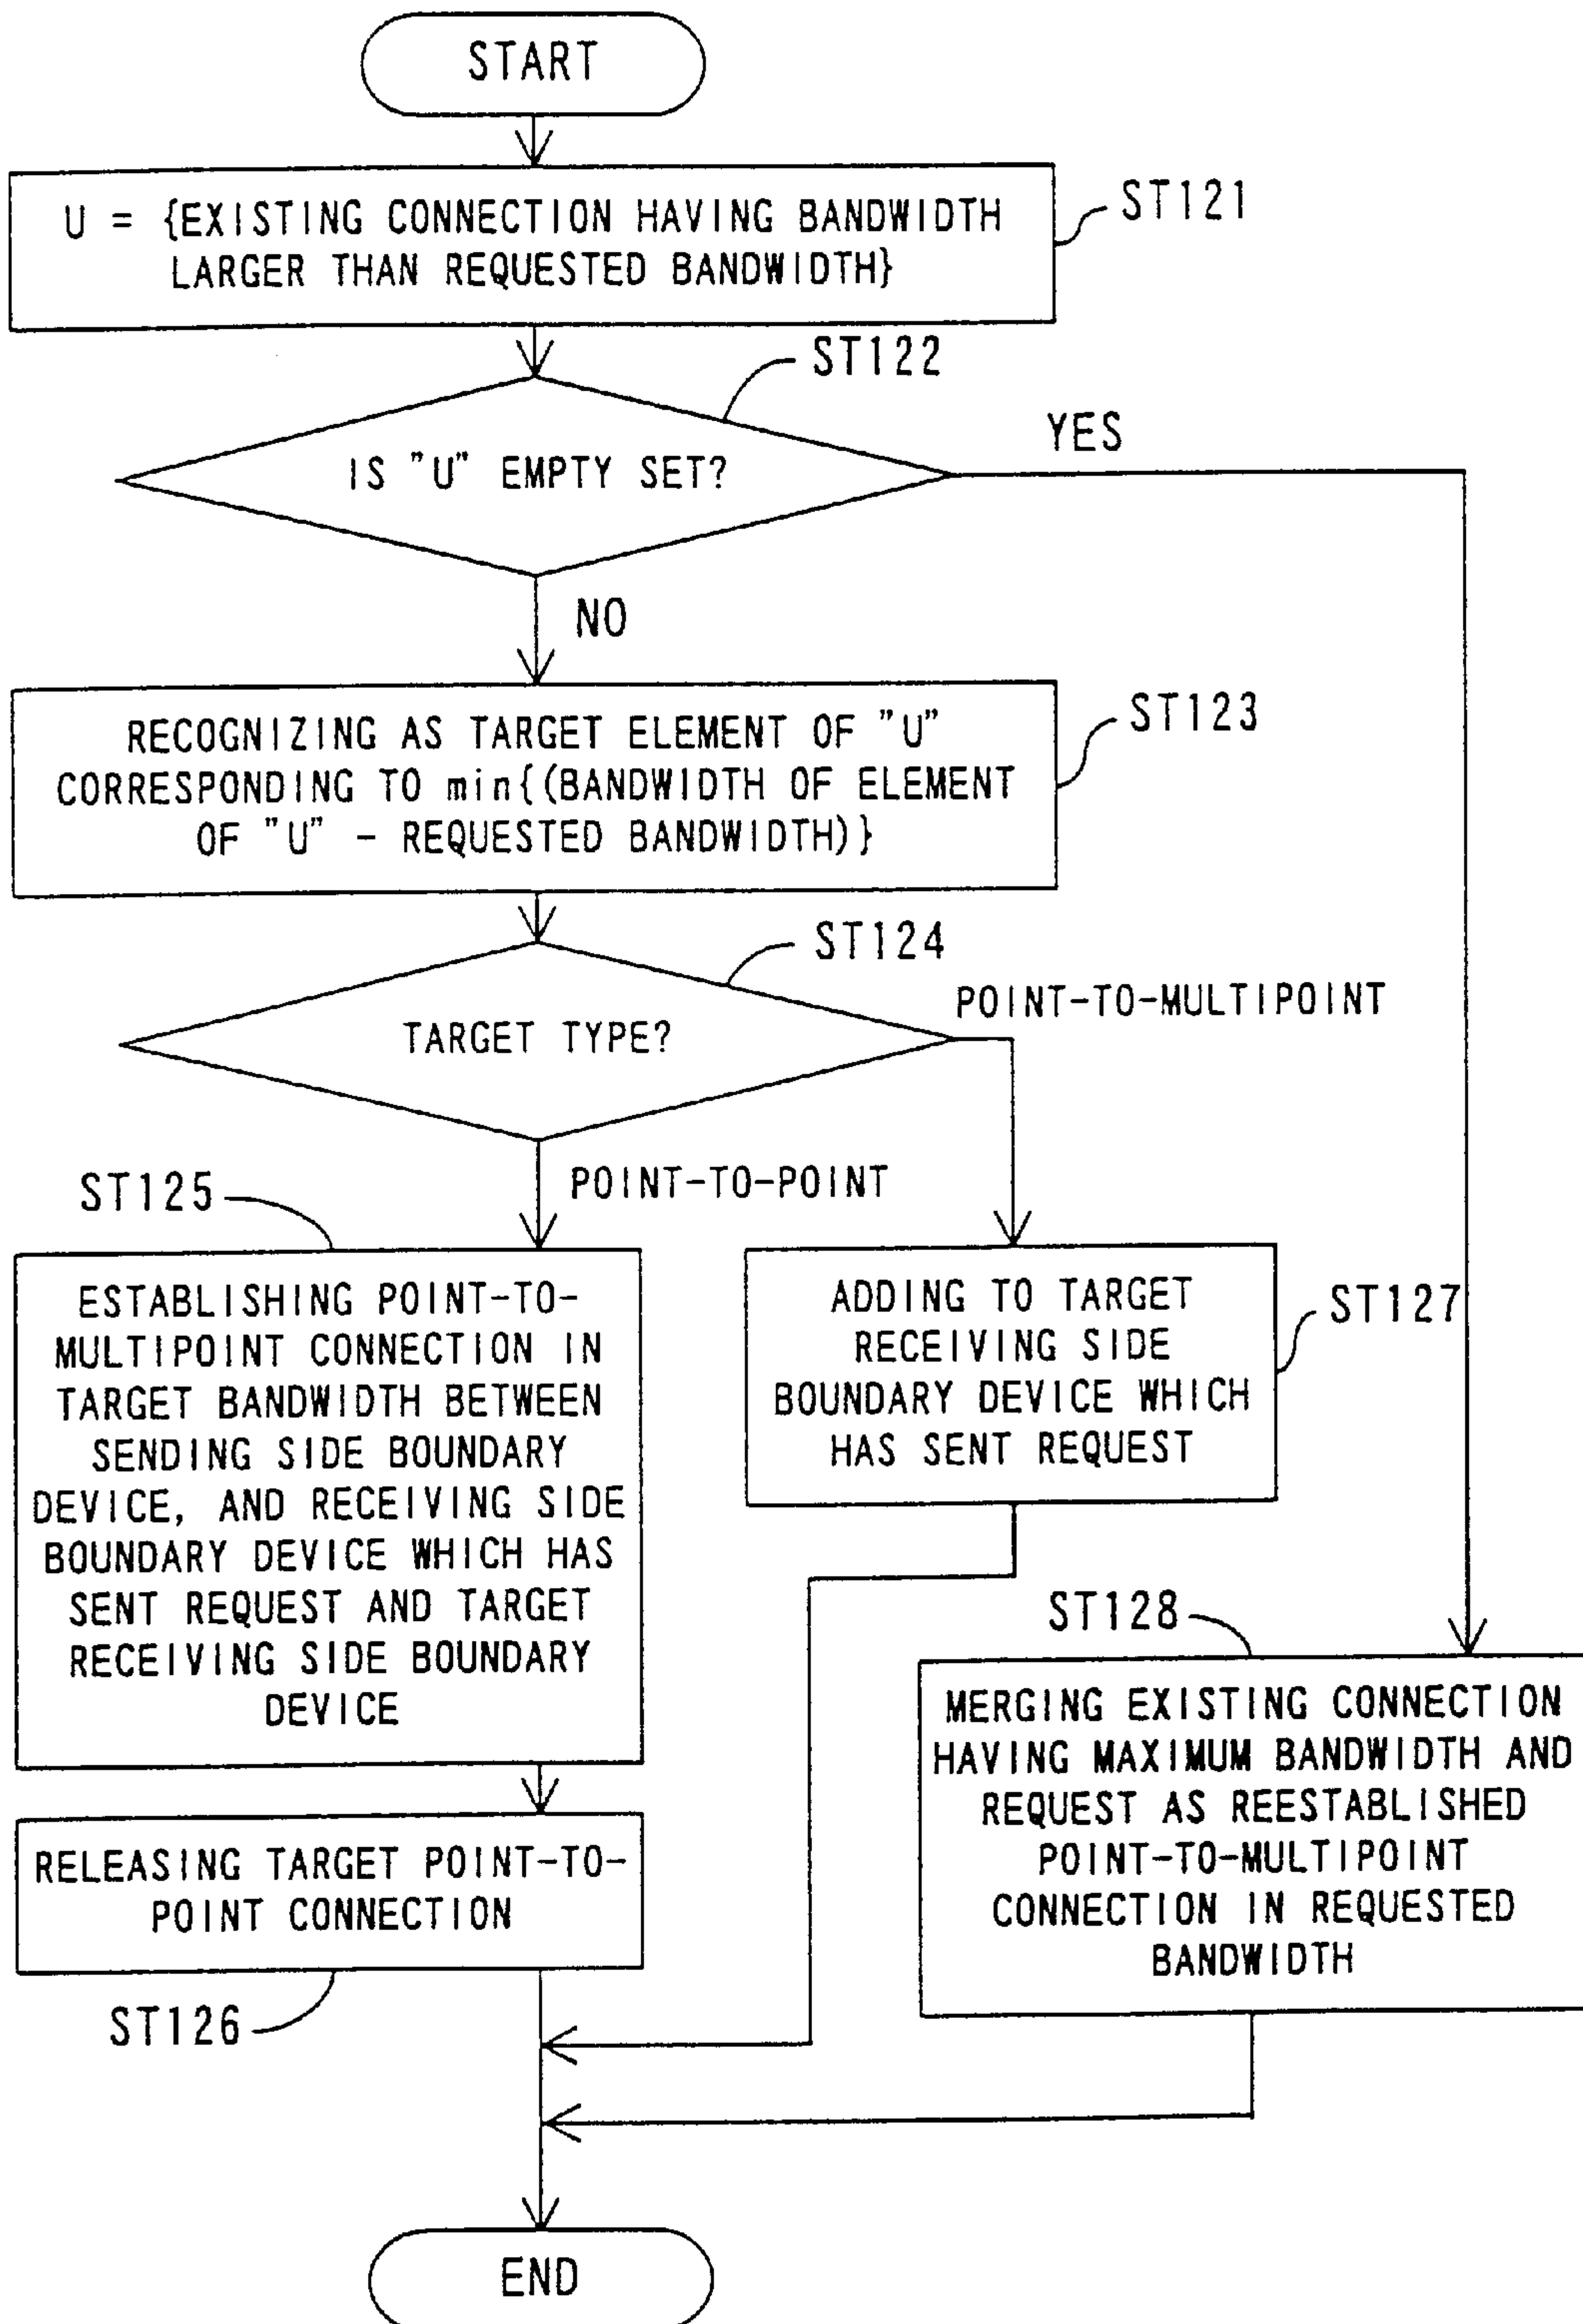 START
U = {EXISTING CONNECTION HAVING BANDWIDTH
LARGER THAN REQUESTED BANDWIDTH}
ST121
ST122
IS "U" EMPTY SET?
YES
NO
RECOGNIZING AS TARGET ELEMENT OF "U"
CORRESPONDING TO min{(BANDWIDTH OF ELEMENT
OF "U" - REQUESTED BANDWIDTH)}
ST123
ST124
TARGET TYPE?
POINT-TO-MULTIPOINT
POINT-TO-POINT
ST125
ESTABLISHING POINT-TO-
MULTIPOINT CONNECTION IN
TARGET BANDWIDTH BETWEEN
SENDING SIDE BOUNDARY
DEVICE, AND RECEIVING SIDE
BOUNDARY DEVICE WHICH HAS
SENT REQUEST AND TARGET
RECEIVING SIDE BOUNDARY
DEVICE
ADDING TO TARGET
RECEIVING SIDE
BOUNDARY DEVICE WHICH
HAS SENT REQUEST
ST127
RELEASING TARGET POINT-TO-
POINT CONNECTION
ST126
ST128
MERGING EXISTING CONNECTION
HAVING MAXIMUM BANDWIDTH AND
REQUEST AS REESTABLISHED
POINT-TO-MULTIPOINT
CONNECTION IN REQUESTED
BANDWIDTH
END